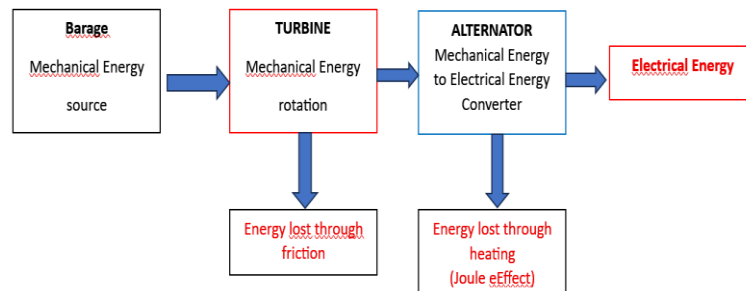 Barage
Mechanical Energy
source
TURBINE
Mechanical Energy
rotation
ALTERNATOR
Mechanical Energy
to Electrical Energy
Converter
Electrical Energy
Energy lost through
friction
Energy lost through
heating
(Joule eEffect)